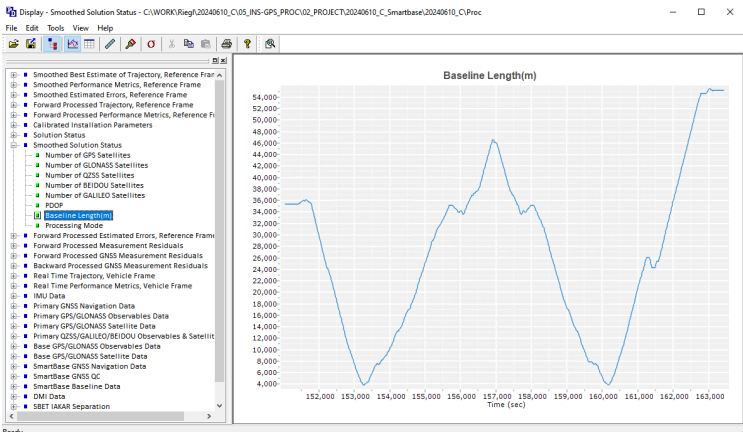 Display - Smoothed Solution Status - C:\WORK\Riegl\20240610_C\05_INS-GPS_PROC\02_PROJECT\20240610_C_Smartbase\20240610_C\Proc
File Edit Tools View Help
Smoothed Best Estimate of Trajectory, Reference Fran
Smoothed Performance Metrics, Reference Frame
Smoothed Estimated Errors, Reference Frame
Forward Processed Trajectory, Reference Frame
Forward Processed Performance Metrics, Reference Fr
Calibrated Installation Parameters
Solution Status
Smoothed Solution Status
Number of GPS Satellites
Number of GLONASS Satellites
Number of QZSS Satellites
Number of BEIDOU Satellites
Number of GALILEO Satellites
PDOP
Baseline Length(m)
Processing Mode
Forward Processed Estimated Errors, Reference Frame
Forward Processed Measurement Residuals
Forward Processed GNSS Measurement Residuals
Backward Processed GNSS Measurement Residuals
Real Time Trajectory, Vehicle Frame
Real Time Performance Metrics, Vehicle Frame
IMU Data
Primary GNSS Navigation Data
Primary GPS/GLONASS Observables Data
Primary GPS/GLONASS Satellite Data
Primary QZSS/GALILEO/BEIDOU Observables & Satellit
Base GPS/GLONASS Observables Data
Base GPS/GLONASS Satellite Data
SmartBase GNSS Navigation Data
SmartBase GNSS QC
SmartBase Baseline Data
DMI Data
SBET IAKAR Separation
Baseline Length(m)
54,000
52,000
50,000
48,000
46,000
44,000
42,000
40,000
38,000
36,000
34,000
32,000
30,000
28,000
26,000
24,000
22,000
20,000
18,000
16,000
14,000
12,000
10,000
8,000
6,000
4,000
152,000 153,000 154,000 155,000 156,000 157,000 158,000 159,000 160,000 161,000 162,000 163,000
Time (sec)